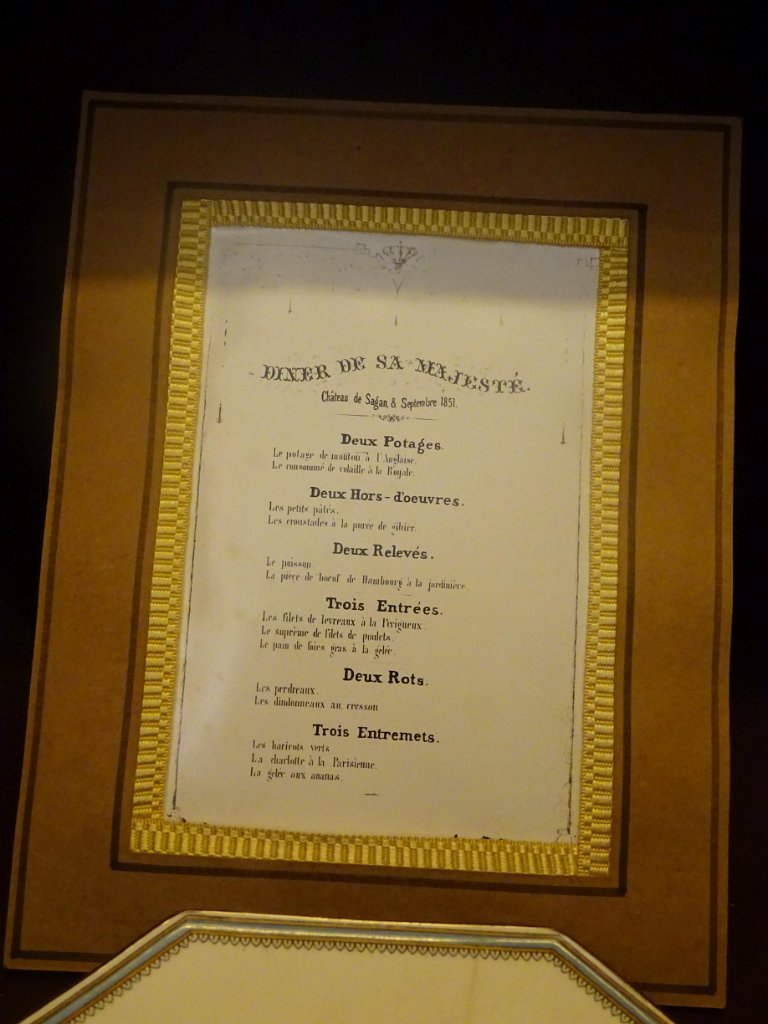 DINER DE SA MAJESTÉ.
Château de Sagan, 8 Septembre 1851.
Deux Potages.
Le potage de mouton à l'Anglaise.
Le consommé de volaille à la Royale.
Deux Hors-d'oeuvres.
Les petits pâtés.
Les croustades à la purée de gibier.
Deux Relevés.
Le poisson.
La pièce de boeuf de Hambourg à la jardinière.
Trois Entrées.
Les filets de levreaux à la Perigueux.
Le suprême de filets de poulets.
Le pain de foies gras à la gelée.
Deux Rots.
Les perdreaux.
Les dindonneaux au cresson
Trois Entremets.
Les haricots verts
La charlotte à la Parisienne.
La gelée aux ananas.